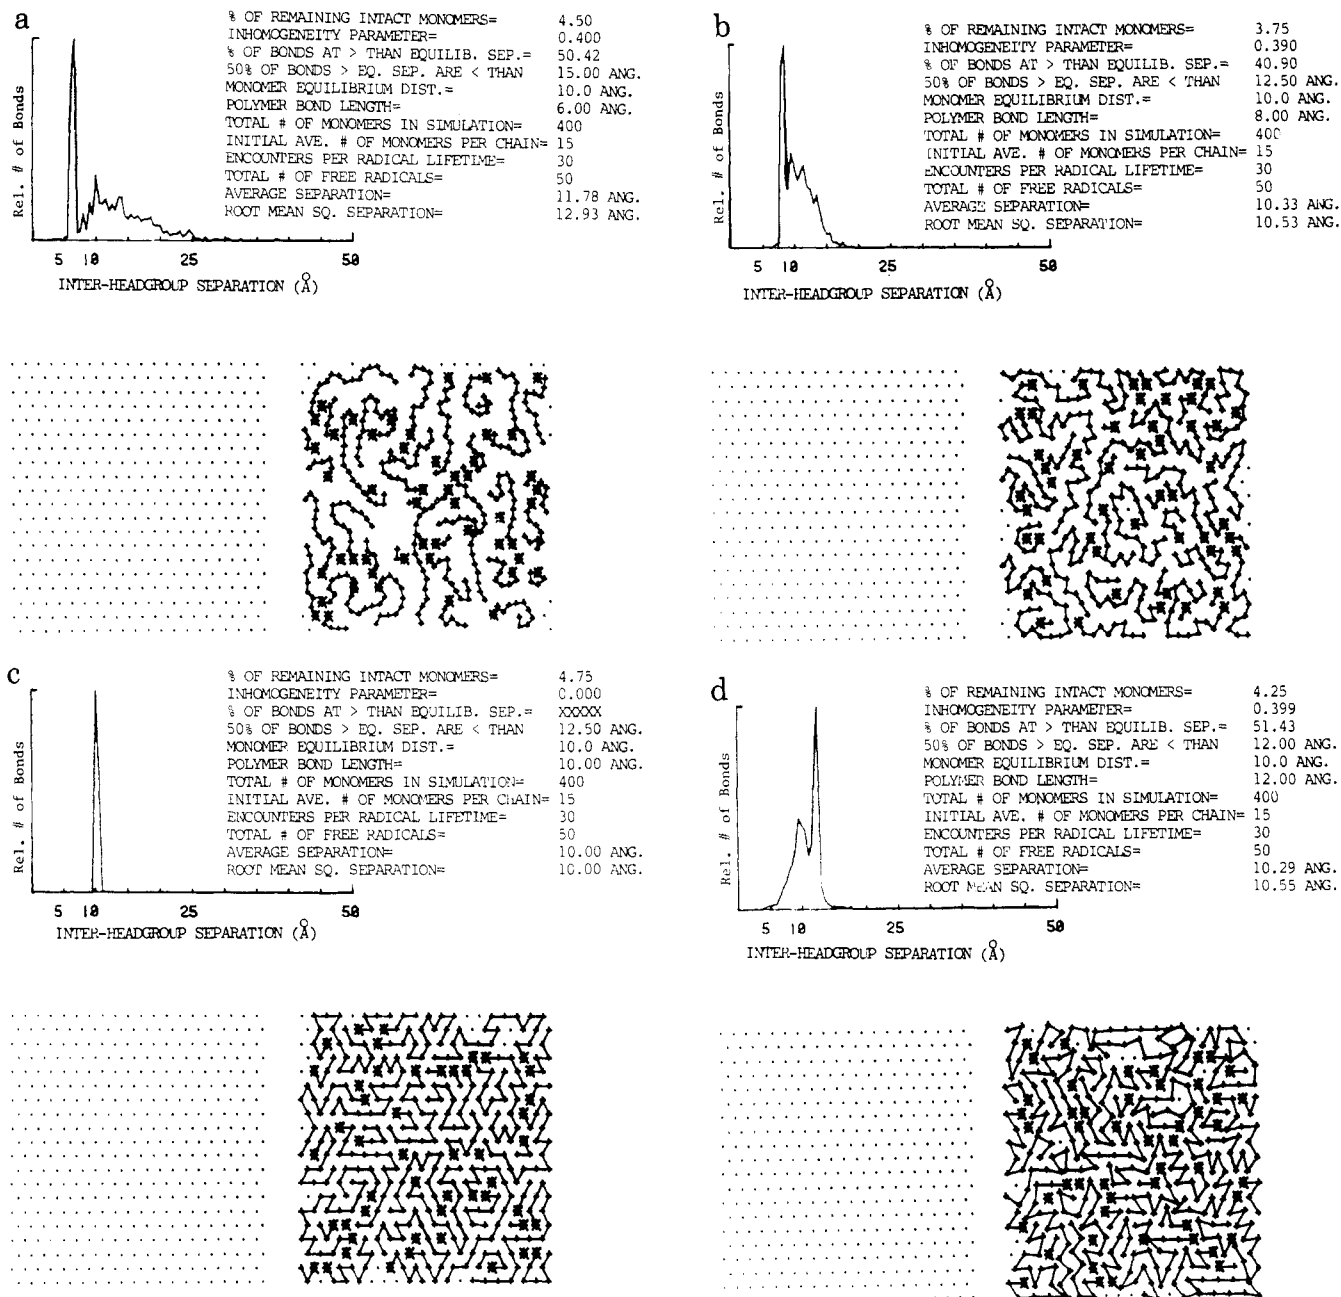 a
% OF REMAINING INTACT MONOMERS= 4.50
INHOMOGENEITY PARAMETER= 0.400
% OF BONDS AT > THAN EQUILIB. SEP.= 50.42
50% OF BONDS > EQ. SEP. ARE < THAN 15.00 ANG.
MONOMER EQUILIBRIUM DIST.= 10.0 ANG.
POLYMER BOND LENGTH= 6.00 ANG.
TOTAL # OF MONOMERS IN SIMULATION= 400
INITIAL AVE. # OF MONOMERS PER CHAIN= 15
ENCOUNTERS PER RADICAL LIFETIME= 30
TOTAL # OF FREE RADICALS= 50
AVERAGE SEPARATION= 11.78 ANG.
ROOT MEAN SQ. SEPARATION= 12.93 ANG.
Rel. # of Bonds
5 10 25 50
INTER-HEADGROUP SEPARATION (Å)
b
% OF REMAINING INTACT MONOMERS= 3.75
INHOMOGENEITY PARAMETER= 0.390
% OF BONDS AT > THAN EQUILIB. SEP.= 40.90
50% OF BONDS > EQ. SEP. ARE < THAN 12.50 ANG.
MONOMER EQUILIBRIUM DIST.= 10.0 ANG.
POLYMER BOND LENGTH= 8.00 ANG.
TOTAL # OF MONOMERS IN SIMULATION= 400
INITIAL AVE. # OF MONOMERS PER CHAIN= 15
ENCOUNTERS PER RADICAL LIFETIME= 30
TOTAL # OF FREE RADICALS= 50
AVERAGE SEPARATION= 10.33 ANG.
ROOT MEAN SQ. SEPARATION= 10.53 ANG.
Rel. # of Bonds
5 10 25 50
INTER-HEADGROUP SEPARATION (Å)
c
% OF REMAINING INTACT MONOMERS= 4.75
INHOMOGENEITY PARAMETER= 0.000
% OF BONDS AT > THAN EQUILIB. SEP.= XXXXX
50% OF BONDS > EQ. SEP. ARE < THAN 12.50 ANG.
MONOMER EQUILIBRIUM DIST.= 10.0 ANG.
POLYMER BOND LENGTH= 10.00 ANG.
TOTAL # OF MONOMERS IN SIMULATION= 400
INITIAL AVE. # OF MONOMERS PER CHAIN= 15
ENCOUNTERS PER RADICAL LIFETIME= 30
TOTAL # OF FREE RADICALS= 50
AVERAGE SEPARATION= 10.00 ANG.
ROOT MEAN SQ. SEPARATION= 10.00 ANG.
Rel. # of Bonds
5 10 25 50
INTER-HEADGROUP SEPARATION (Å)
d
% OF REMAINING INTACT MONOMERS= 4.25
INHOMOGENEITY PARAMETER= 0.399
% OF BONDS AT > THAN EQUILIB. SEP.= 51.43
50% OF BONDS > EQ. SEP. ARE < THAN 12.00 ANG.
MONOMER EQUILIBRIUM DIST.= 10.0 ANG.
POLYMER BOND LENGTH= 12.00 ANG.
TOTAL # OF MONOMERS IN SIMULATION= 400
INITIAL AVE. # OF MONOMERS PER CHAIN= 15
ENCOUNTERS PER RADICAL LIFETIME= 30
TOTAL # OF FREE RADICALS= 50
AVERAGE SEPARATION= 10.29 ANG.
ROOT MEAN SQ. SEPARATION= 10.55 ANG.
Rel. # of Bonds
5 10 25 50
INTER-HEADGROUP SEPARATION (Å)